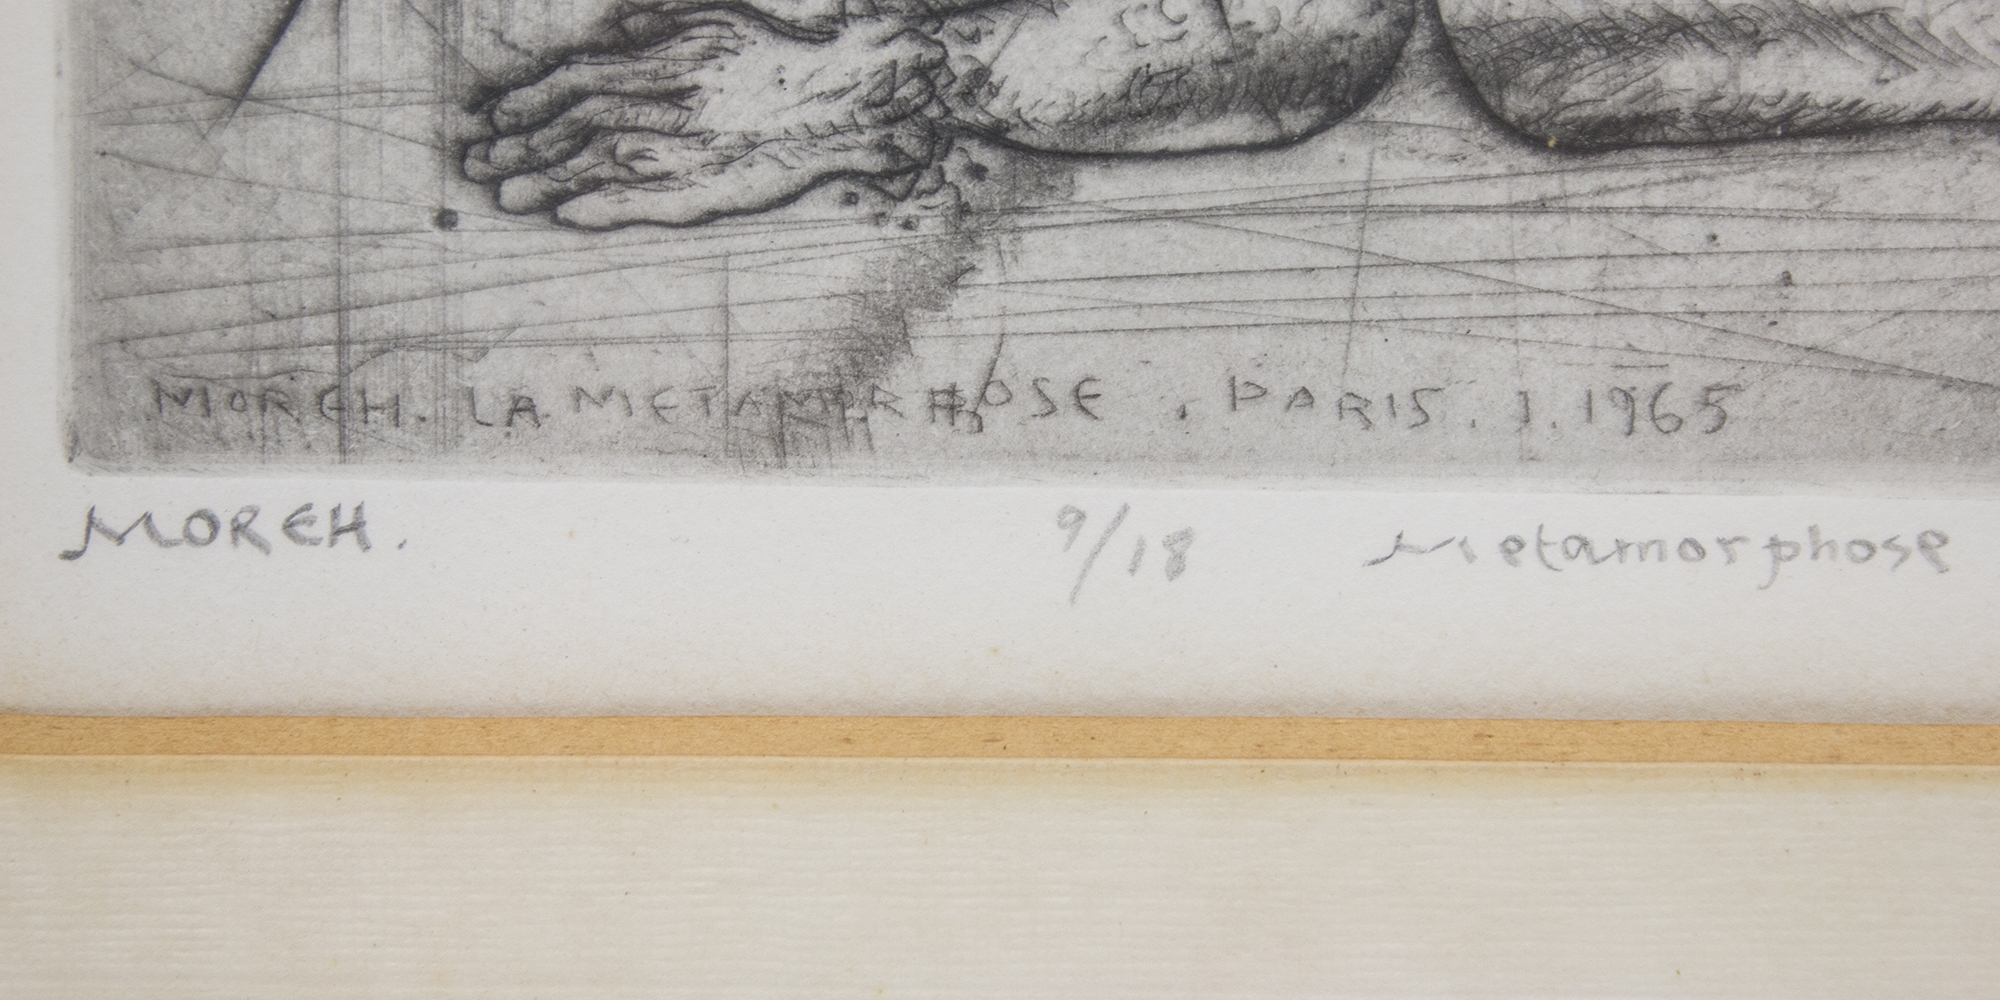 MOREH. LA METAMORPHOSE . PARIS. 1. 1965
MOREH. 9/18 Metamorphose